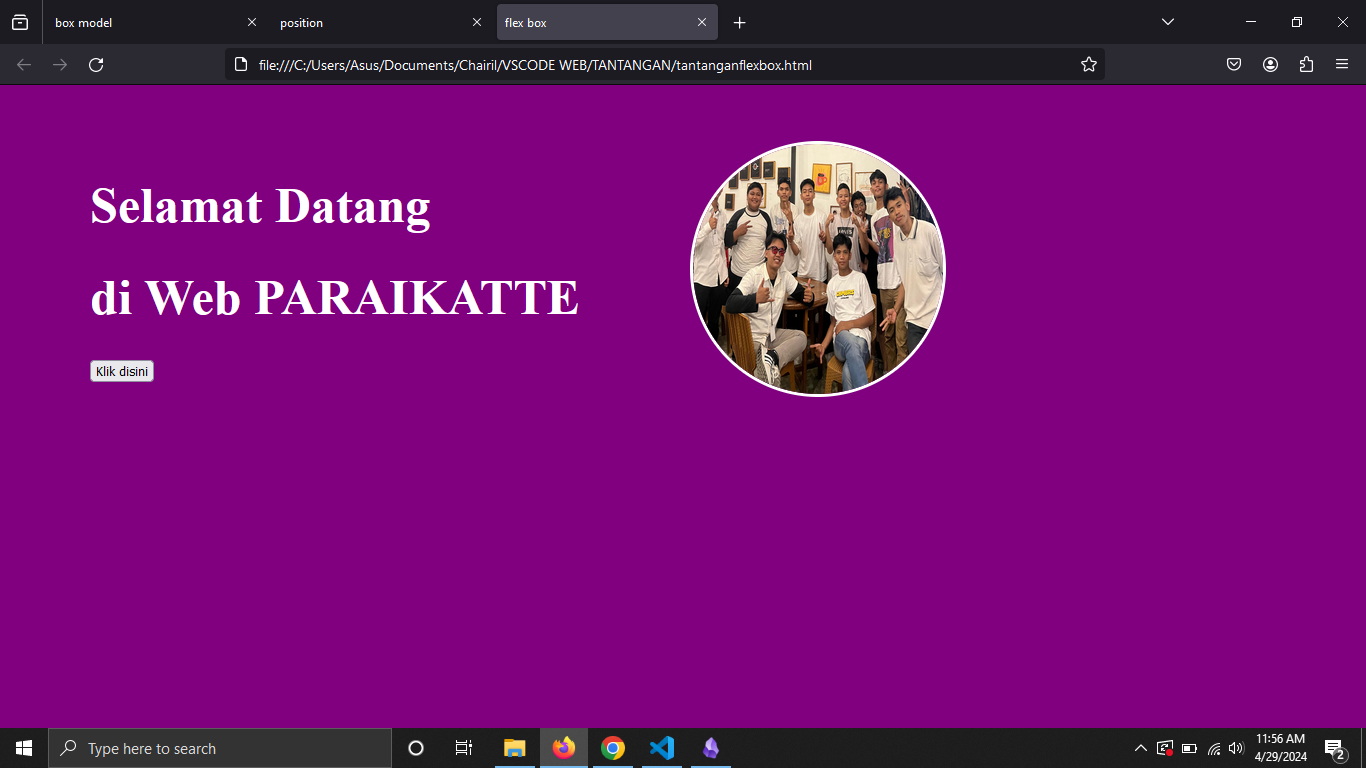 box model
position
flex box
file:///C:/Users/Asus/Documents/Chairil/VSCODE WEB/TANTANGAN/tantanganflexbox.html
Selamat Datang
di Web PARAIKATTE
Klik disini
Type here to search
11:56 AM
4/29/2024
2